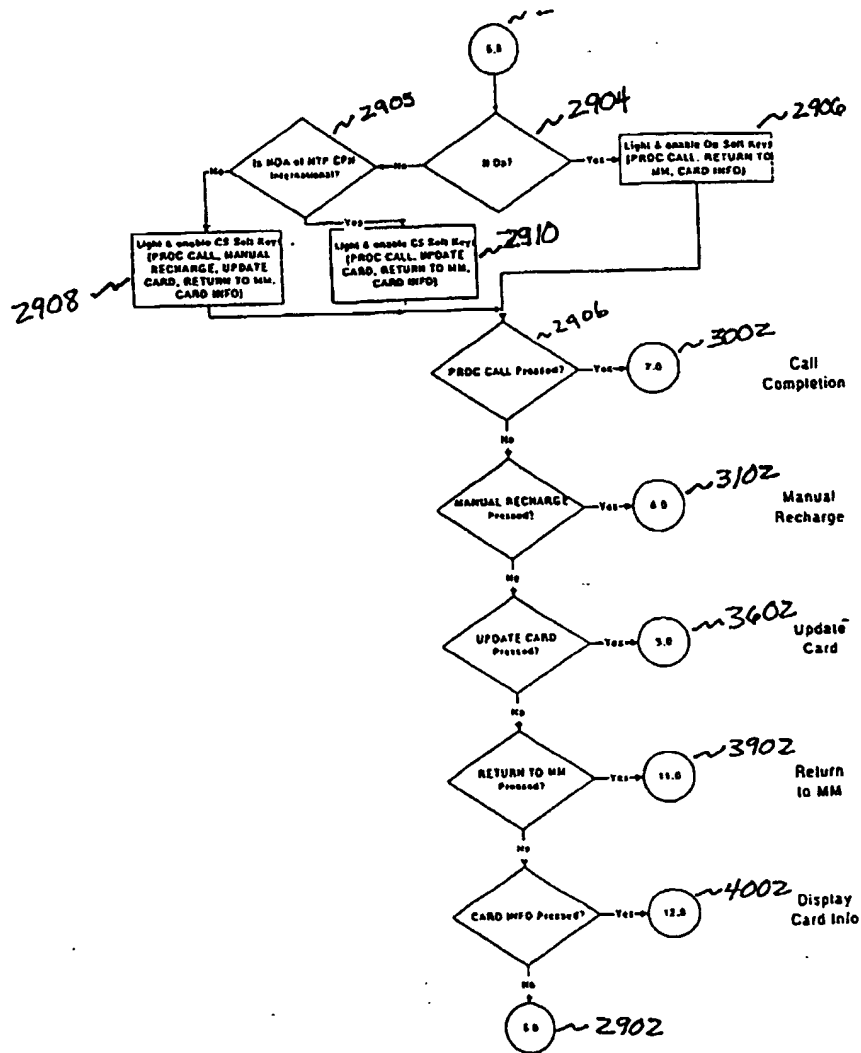 2905
2904
2906
Is NOA of NTP CPN
International?
No
Yes
Light & enable Op Soft Keys
(PROC CALL, RETURN TO
MM, CARD INFO)
No
Yes
Light & enable CS Soft Keys
(PROC CALL, MANUAL
RECHARGE, UPDATE
CARD, RETURN TO MM,
CARD INFO)
2908
Light & enable CS Soft Keys
(PROC CALL, UPDATE
CARD, RETURN TO MM,
CARD INFO)
2910
2906
PROC CALL Pressed?
Yes
7.0
3002
Call
Completion
No
MANUAL RECHARGE
Pressed?
Yes
3102
Manual
Recharge
No
UPDATE CARD
Pressed?
Yes
3602
Update
Card
No
RETURN TO MM
Pressed?
Yes
11.0
3902
Return
to MM
No
CARD INFO Pressed?
Yes
12.0
4002
Display
Card Info
No
2902